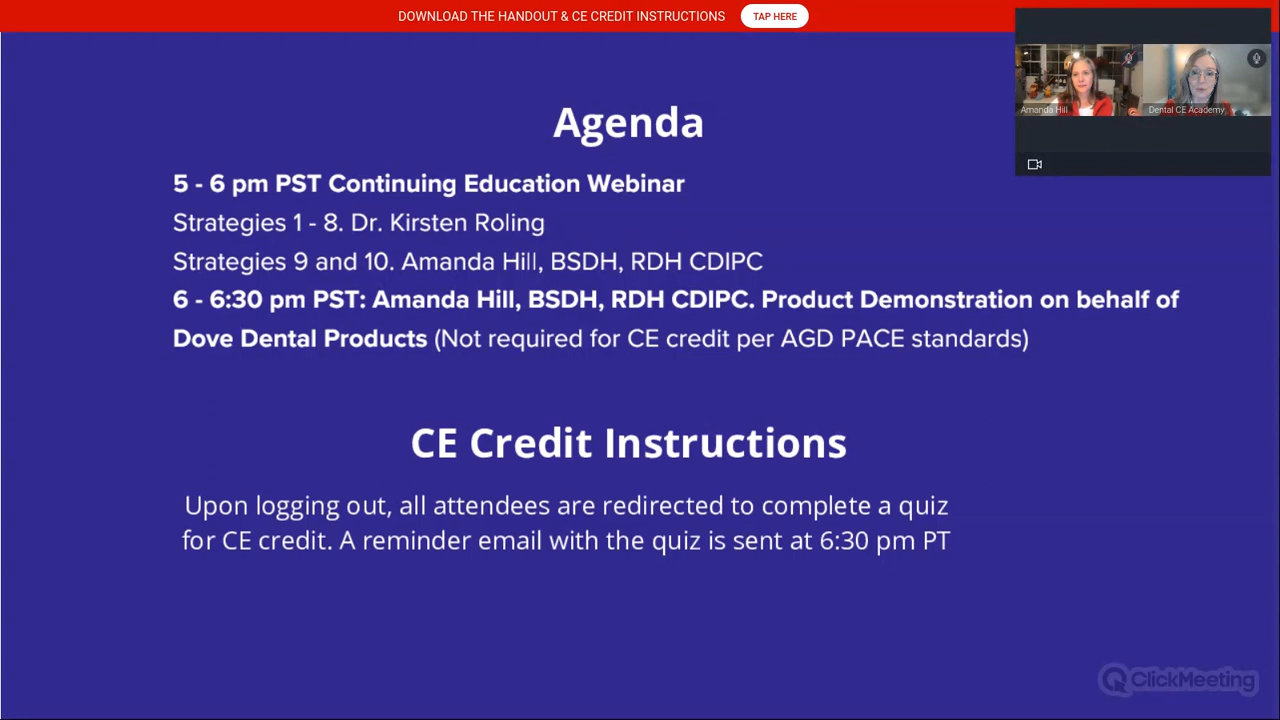 DOWNLOAD THE HANDOUT & CE CREDIT INSTRUCTIONS TAP HERE
Amanda Hill
Dental CE Academy
Agenda
5 - 6 pm PST Continuing Education Webinar
Strategies 1 - 8. Dr. Kirsten Roling
Strategies 9 and 10. Amanda Hill, BSDH, RDH CDIPC
6 - 6:30 pm PST: Amanda Hill, BSDH, RDH CDIPC. Product Demonstration on behalf of
Dove Dental Products (Not required for CE credit per AGD PACE standards)
CE Credit Instructions
Upon logging out, all attendees are redirected to complete a quiz
for CE credit. A reminder email with the quiz is sent at 6:30 pm PT
ClickMeeting